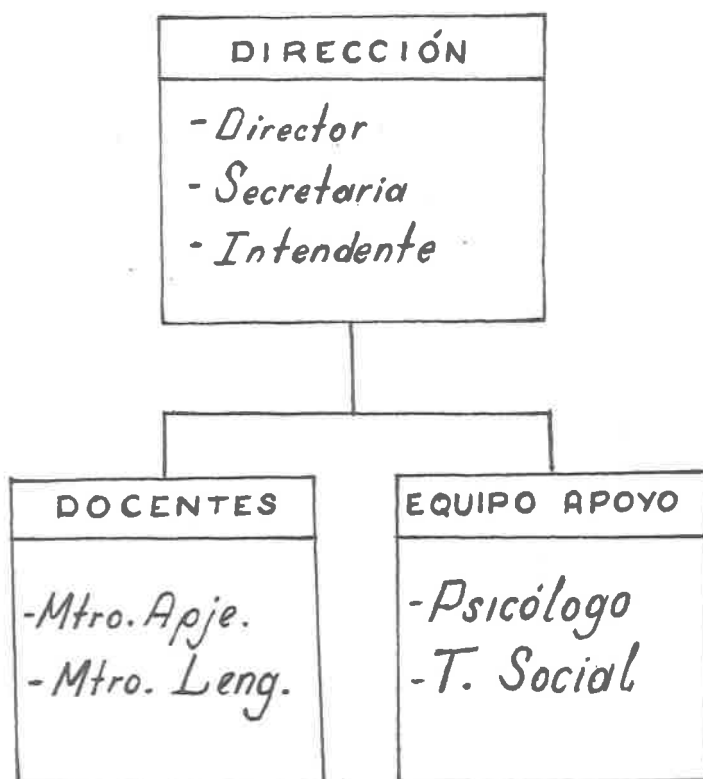 DIRECCIÓN
- Director
- Secretaria
- Intendente
DOCENTES
-Mtro. Apje.
- Mtro. Leng.
EQUIPO APOYO
-Psicólogo
-T. Social